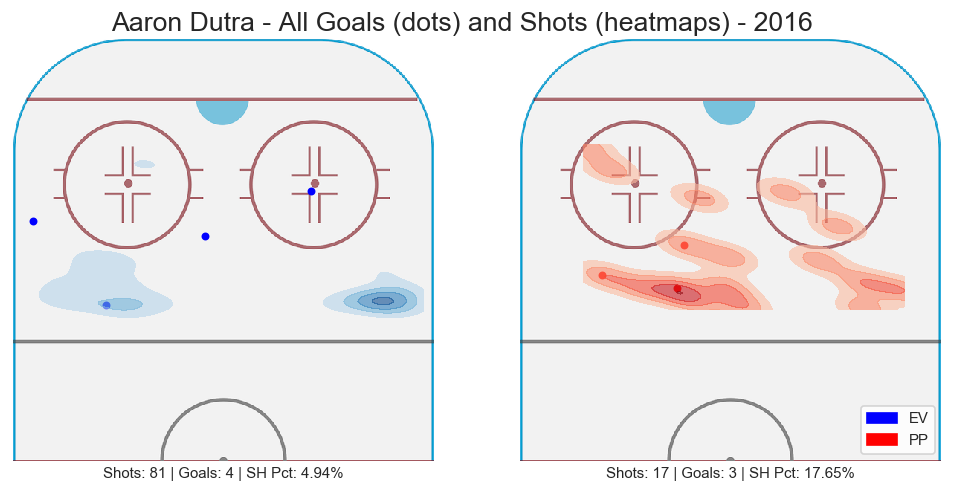 Aaron Dutra - All Goals (dots) and Shots (heatmaps) - 2016
EV
PP
Shots: 81 | Goals: 4 | SH Pct: 4.94%
Shots: 17 | Goals: 3 | SH Pct: 17.65%